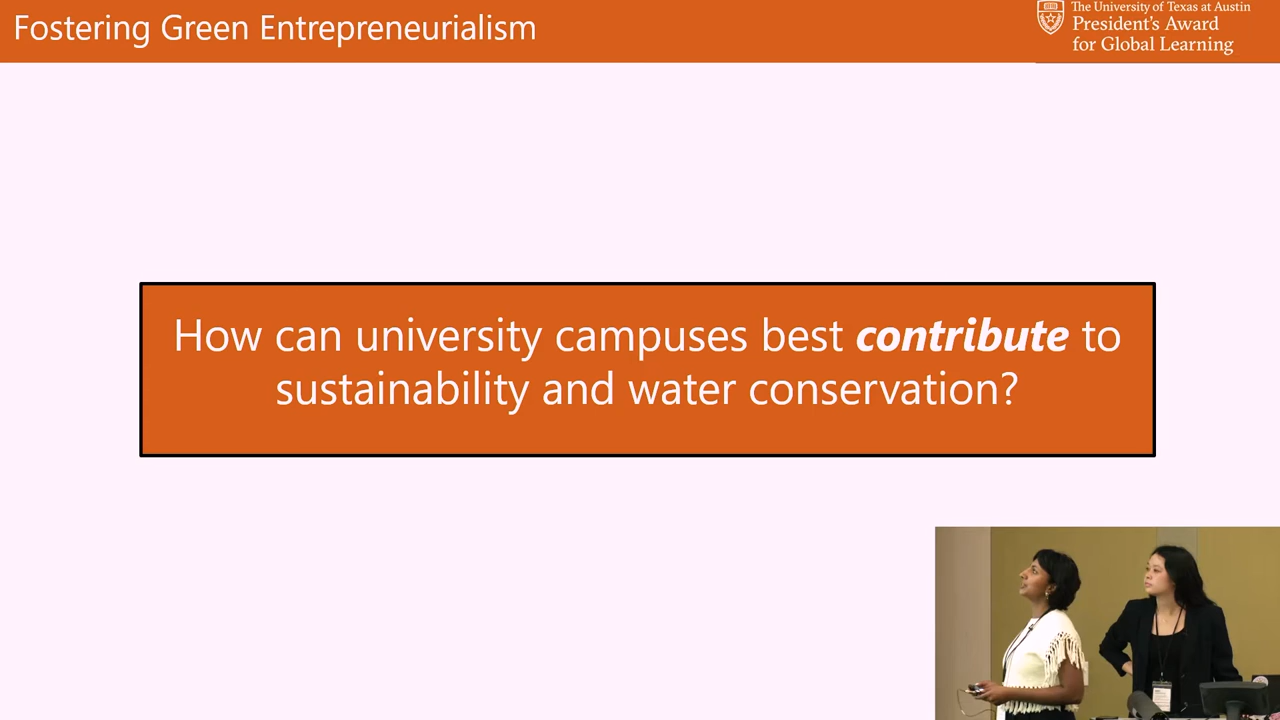 Fostering Green Entrepreneurialism
The University of Texas at Austin
President's Award
for Global Learning
How can university campuses best contribute to
sustainability and water conservation?